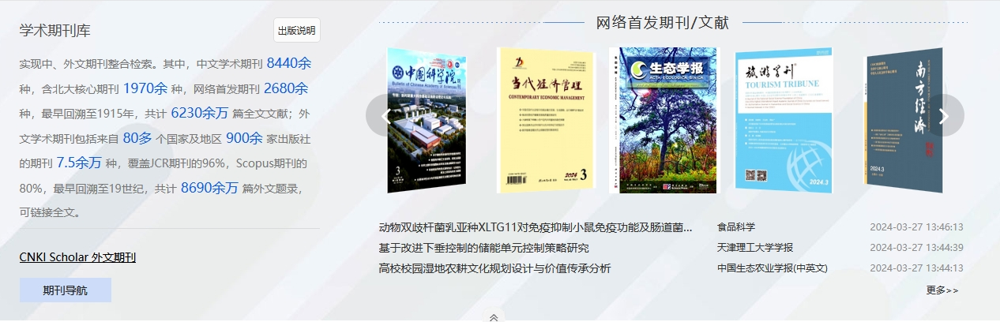 学术期刊库
出版说明
实现中、外文期刊整合检索。其中，中文学术期刊 8440余
种，含北大核心期刊 1970余 种，网络首发期刊 2680余
种，最早回溯至1915年，共计 6230余万 篇全文文献；外
文学术期刊包括来自 80多 个国家及地区 900余 家出版社
的期刊 7.5余万 种，覆盖JCR期刊的96%，Scopus期刊的
80%，最早回溯至19世纪，共计 8690余万 篇外文题录，
可链接全文。
CNKI Scholar 外文期刊
期刊导航
网络首发期刊/文献
中国科学院院刊
Bulletin of Chinese Academy of Sciences
3
当代经济管理
CONTEMPORARY ECONOMIC MANAGEMENT
2024 3
生态学报
ACTA ECOLOGICA SINICA
旅游学刊
TOURISM TRIBUNE
2024.3
南方经济
2024.3
动物双歧杆菌乳亚种XLTG11对免疫抑制小鼠免疫功能及肠道菌... 食品科学 2024-03-27 13:46:13
基于改进下垂控制的储能单元控制策略研究 天津理工大学学报 2024-03-27 13:44:39
高校校园湿地农耕文化规划设计与价值传承分析 中国生态农业学报(中英文) 2024-03-27 13:44:13
更多>>